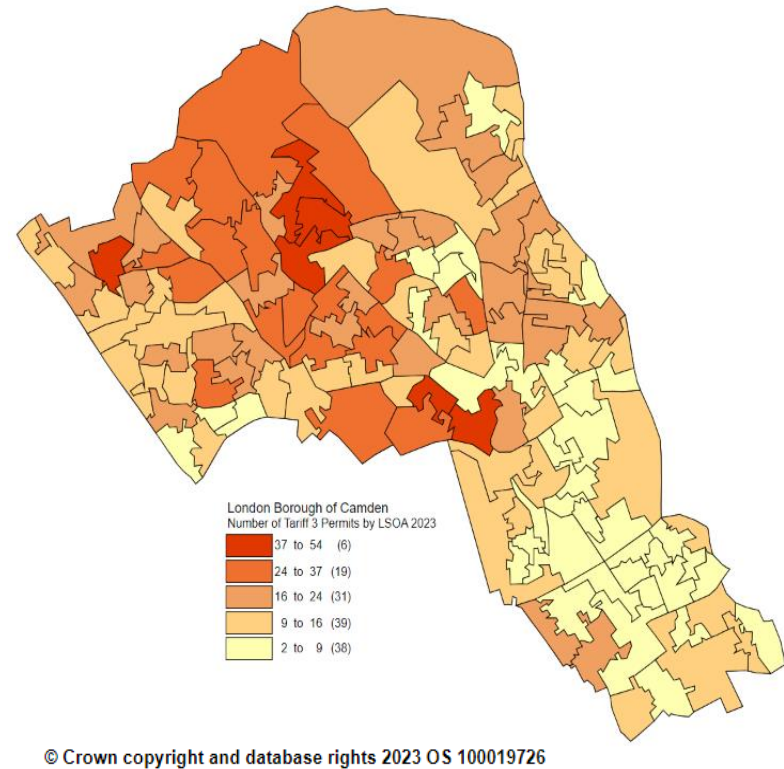 London Borough of Camden
Number of Tariff 3 Permits by LSOA 2023
37 to 54 (6)
24 to 37 (19)
16 to 24 (31)
9 to 16 (39)
2 to 9 (38)
© Crown copyright and database rights 2023 OS 100019726